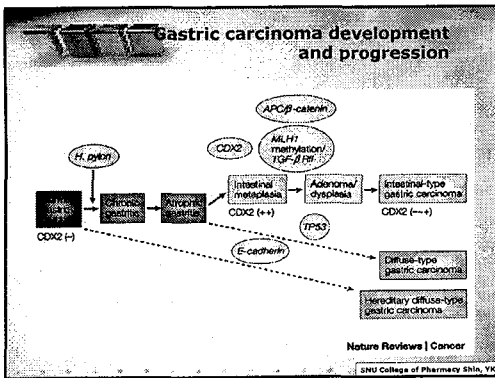 Gastric carcinoma development
and progression
APC/β-catenin
H. pylori
CDX2
MLH1
methylation/
TGF-βRII
Chronic
gastritis
Atrophic
gastritis
Intestinal
metaplasia
Adenoma/
dysplasia
Intestinal-type
gastric carcinoma
CDX2 (–)
CDX2 (++)
CDX2 (–~+)
TP53
E-cadherin
Diffuse-type
gastric carcinoma
Hereditary diffuse-type
gastric carcinoma
Nature Reviews | Cancer
SNU College of Pharmacy Shin, YK